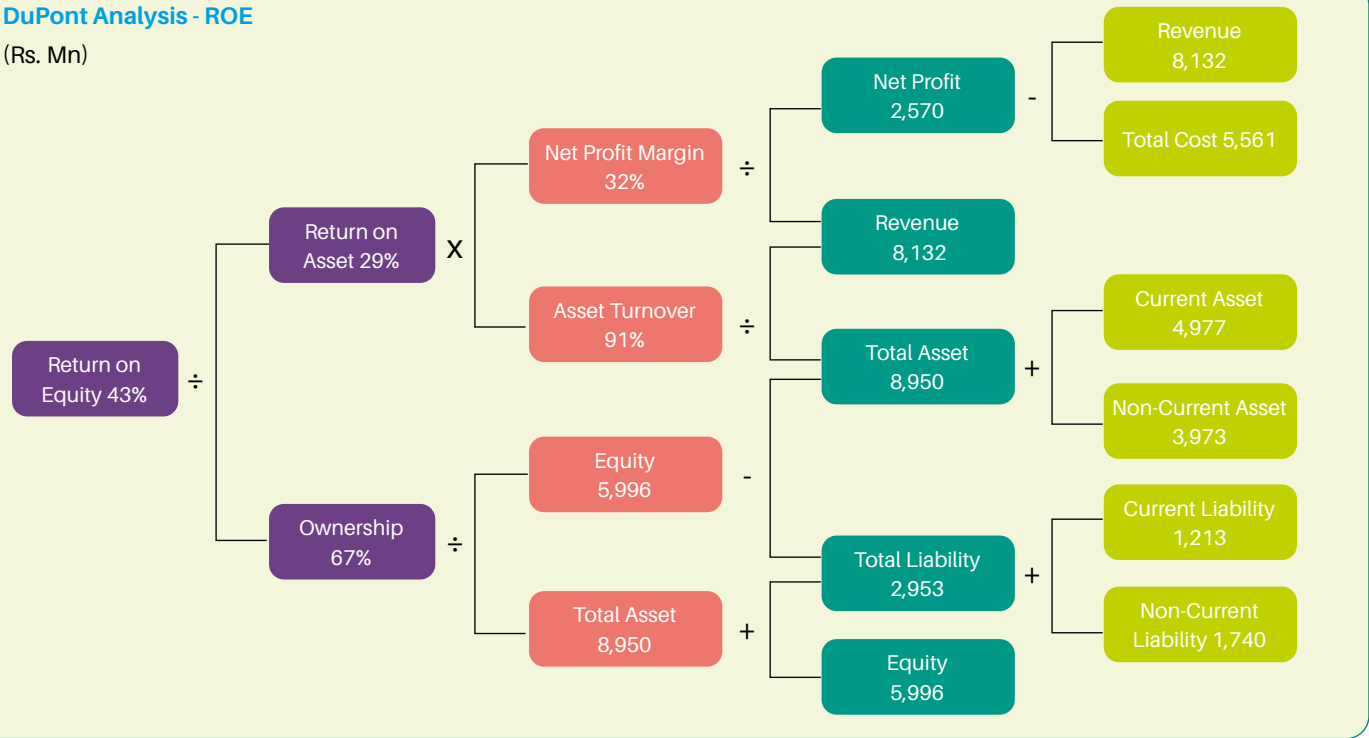 DuPont Analysis - ROE
(Rs. Mn)
Return on
Equity 43%
÷
Return on
Asset 29%
X
Ownership
67%
÷
Net Profit Margin
32%
÷
Asset Turnover
91%
÷
Equity
5,996
-
Total Asset
8,950
+
Net Profit
2,570
-
Revenue
8,132
Total Asset
8,950
+
Total Liability
2,953
+
Equity
5,996
Revenue
8,132
Total Cost 5,561
Current Asset
4,977
Non-Current Asset
3,973
Current Liability
1,213
Non-Current
Liability 1,740